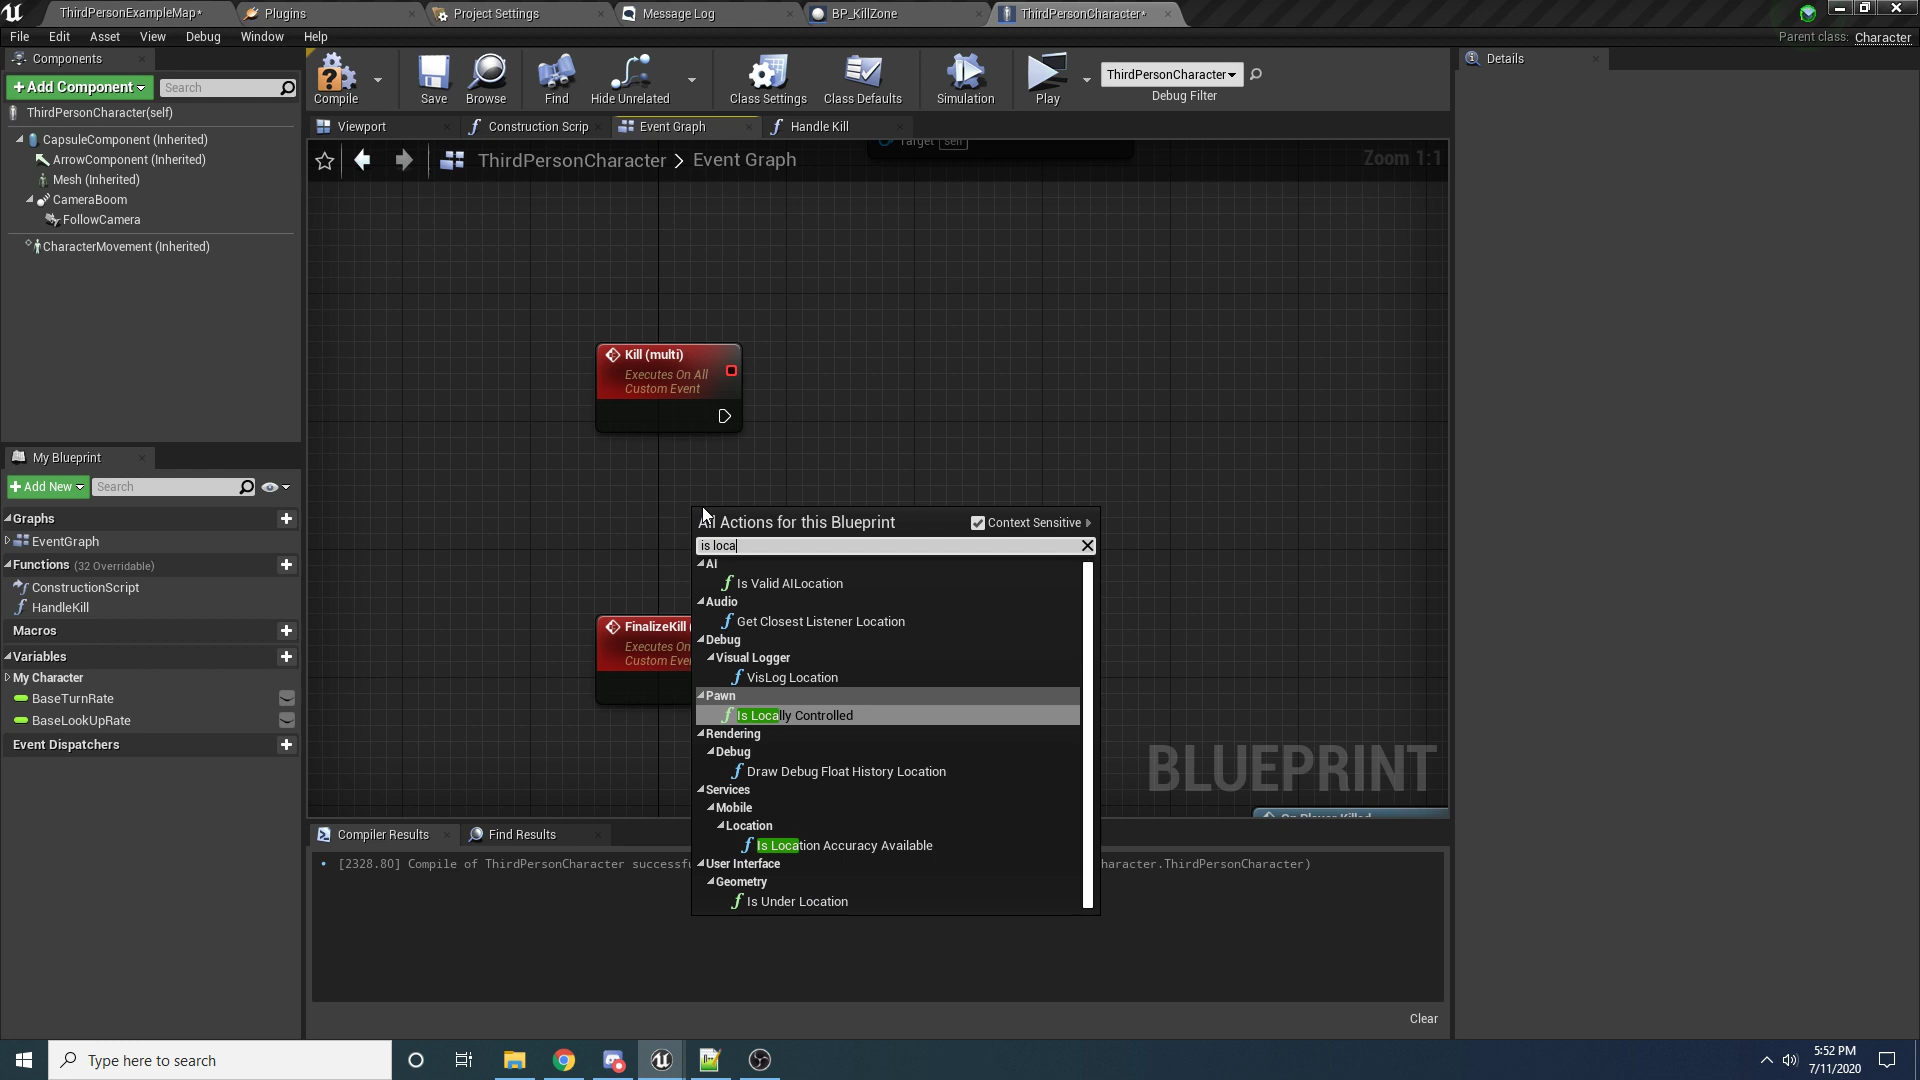 ThirdPersonExampleMap*
Plugins
Project Settings
Message Log
BP_KillZone
ThirdPersonCharacter*
File Edit Asset View Debug Window Help
Parent class: Character
Components
+Add Component
Search
ThirdPersonCharacter(self)
CapsuleComponent (Inherited)
ArrowComponent (Inherited)
Mesh (Inherited)
CameraBoom
FollowCamera
CharacterMovement (Inherited)
Compile
Save
Browse
Find
Hide Unrelated
Class Settings
Class Defaults
Simulation
Play
ThirdPersonCharacter
Debug Filter
Details
Viewport
Construction Scrip
Event Graph
Handle Kill
ThirdPersonCharacter > Event Graph
Zoom 1:1
Target self
Kill (multi)
Executes On All
Custom Event
FinalizeKill
Executes On
Custom Eve
All Actions for this Blueprint
Context Sensitive
is loca
AI
Is Valid AILocation
Audio
Get Closest Listener Location
Debug
Visual Logger
VisLog Location
Pawn
Is Locally Controlled
Rendering
Debug
Draw Debug Float History Location
Services
Mobile
Location
Is Location Accuracy Available
User Interface
Geometry
Is Under Location
BLUEPRINT
On Player Killed
My Blueprint
+ Add New
Search
Graphs
EventGraph
Functions (32 Overridable)
ConstructionScript
HandleKill
Macros
Variables
My Character
BaseTurnRate
BaseLookUpRate
Event Dispatchers
Compiler Results
Find Results
[2328.80] Compile of ThirdPersonCharacter successfu
haracter.ThirdPersonCharacter)
Clear
Type here to search
5:52 PM
7/11/2020